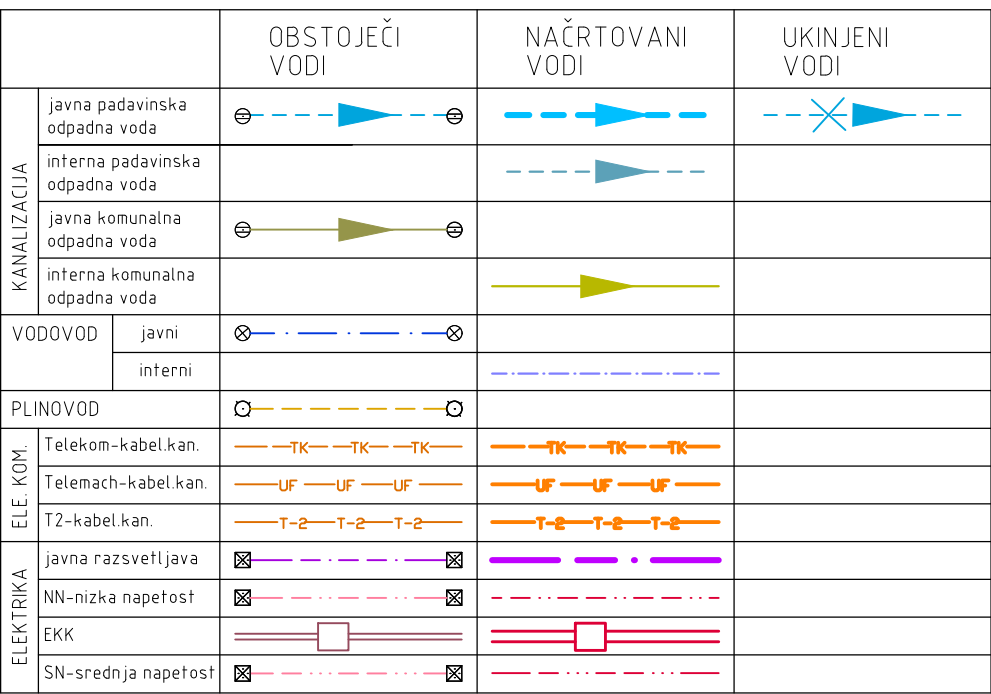 OBSTOJEČI
VODI
NAČRTOVANI
VODI
UKINJENI
VODI
KANALIZACIJA
javna padavinska
odpadna voda
interna padavinska
odpadna voda
javna komunalna
odpadna voda
interna komunalna
odpadna voda
VODOVOD
javni
interni
PLINOVOD
ELE. KOM.
Telekom-kabel.kan.
TK TK TK
TK TK TK
Telemach-kabel.kan.
UF UF UF
UF UF UF
T2-kabel.kan.
T-2 T-2 T-2
T-2 T-2 T-2
ELEKTRIKA
javna razsvetljava
NN-nizka napetost
EKK
SN-srednja napetost